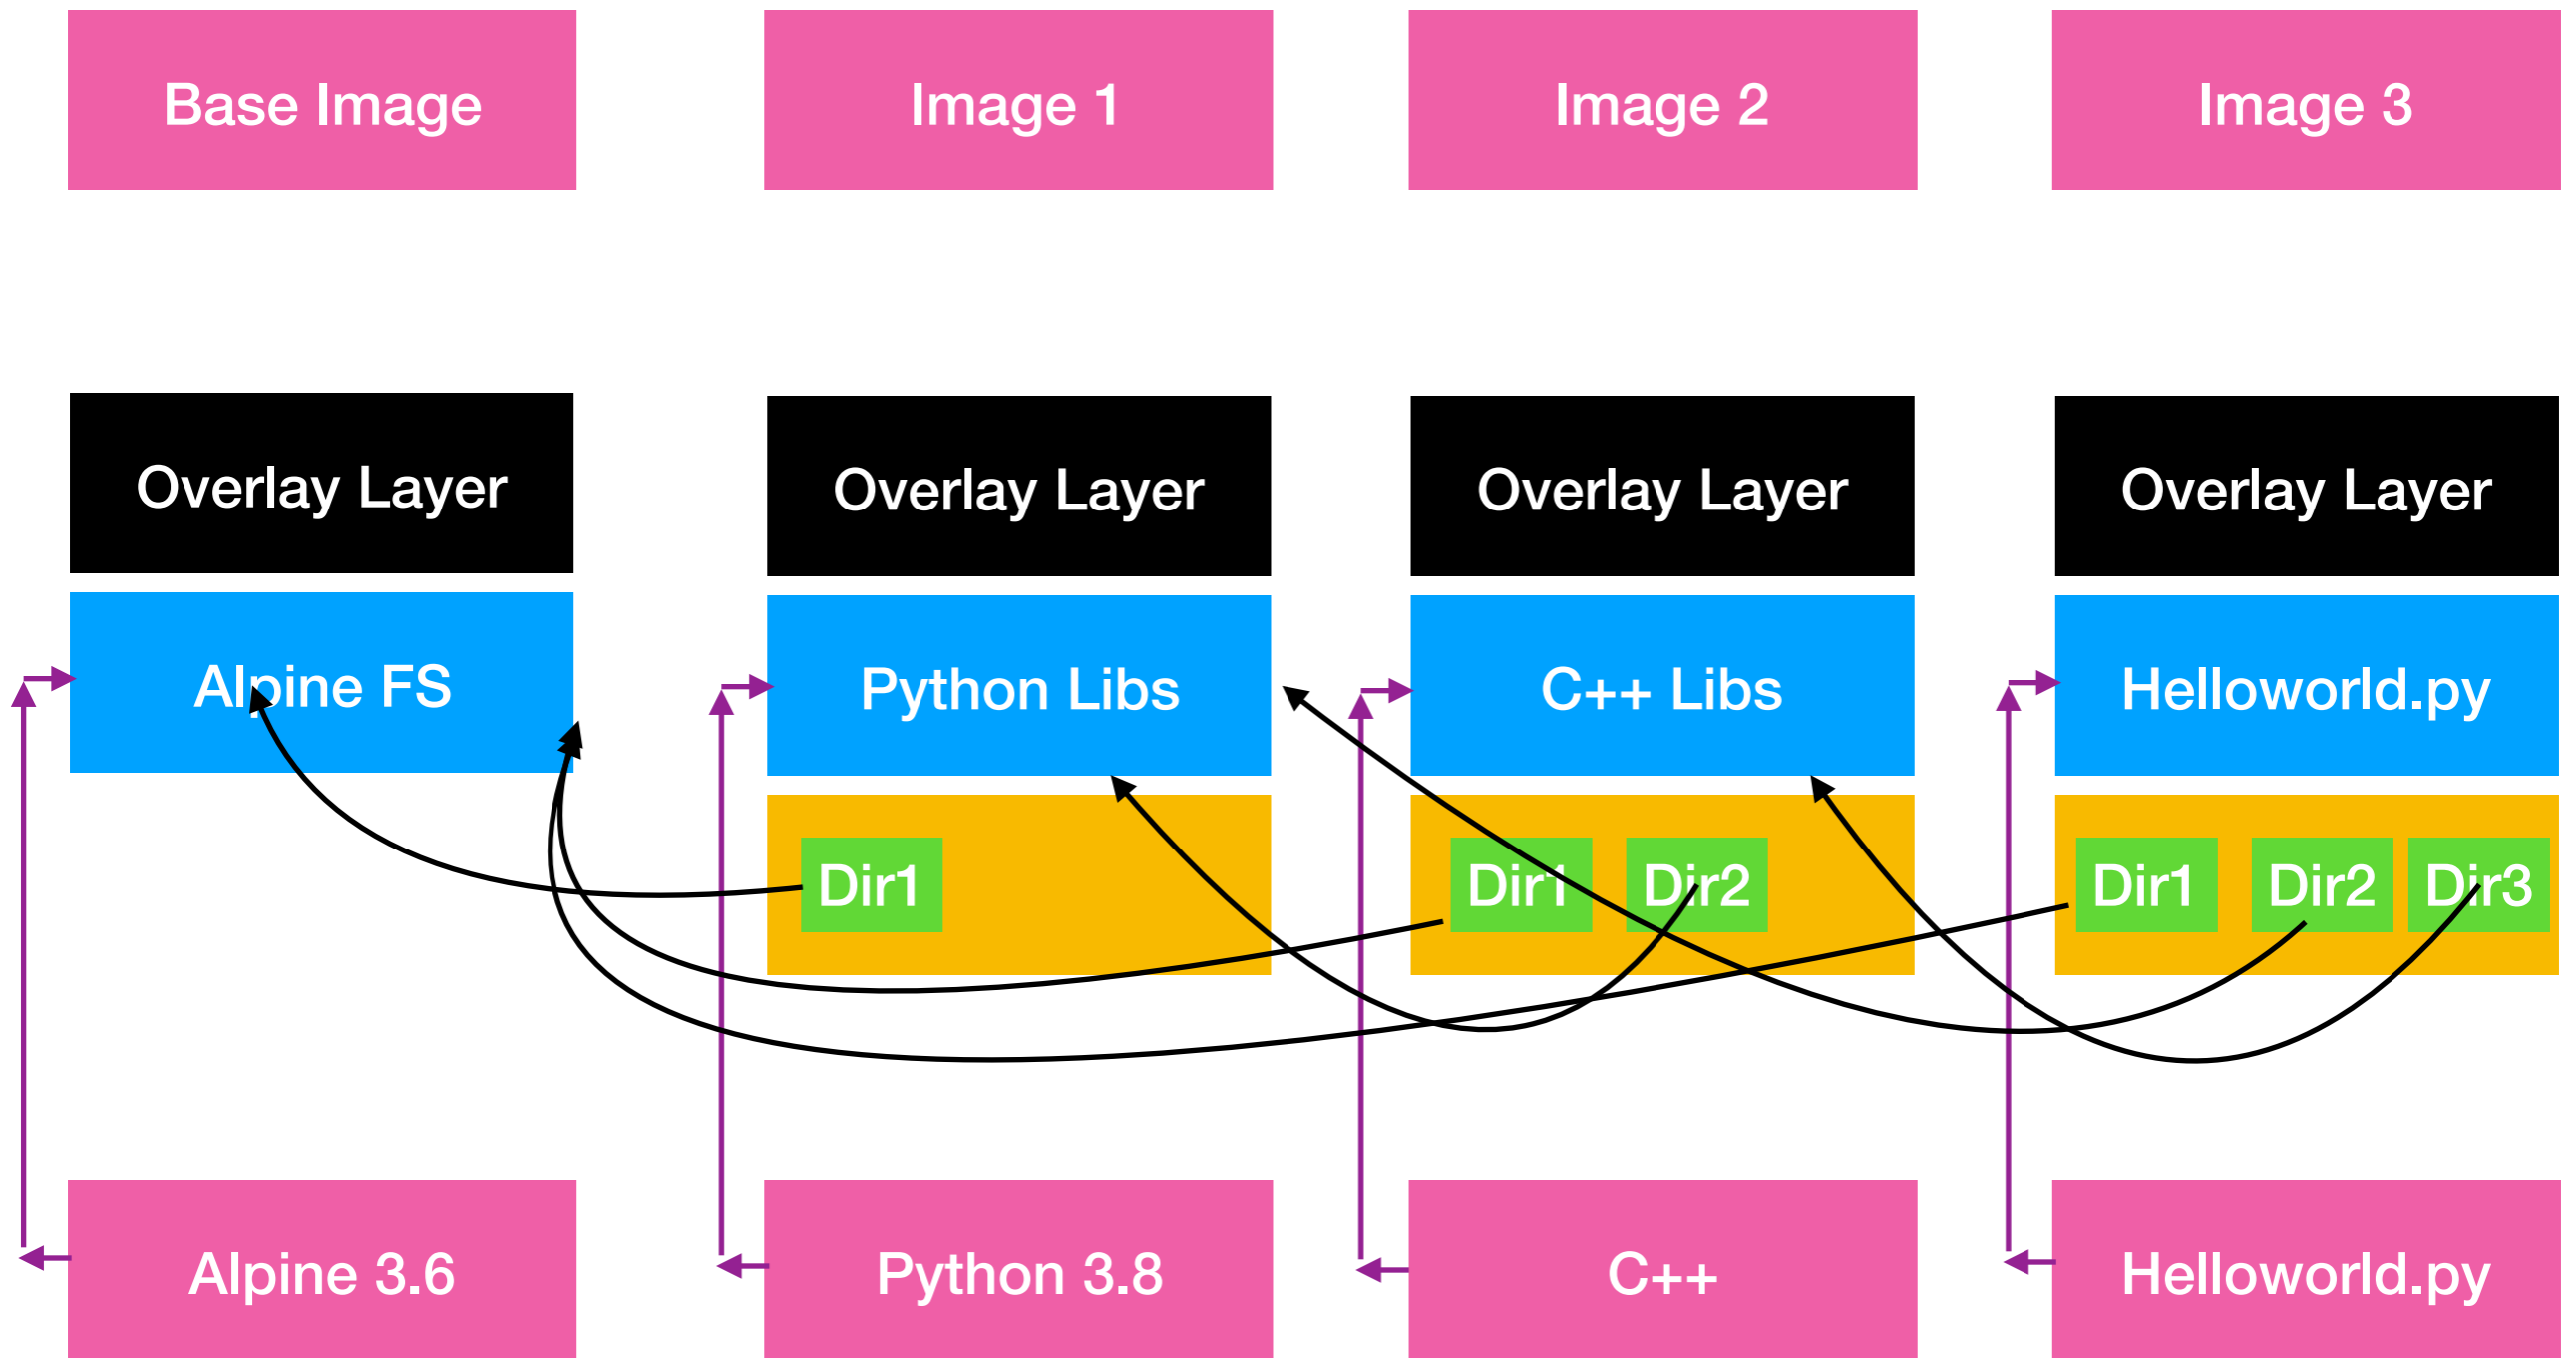 Base Image
Image 1
Image 2
Image 3
Overlay Layer
Overlay Layer
Overlay Layer
Overlay Layer
Alpine FS
Python Libs
C++ Libs
Helloworld.py
Dir1
Dir1
Dir2
Dir1
Dir2
Dir3
Alpine 3.6
Python 3.8
C++
Helloworld.py